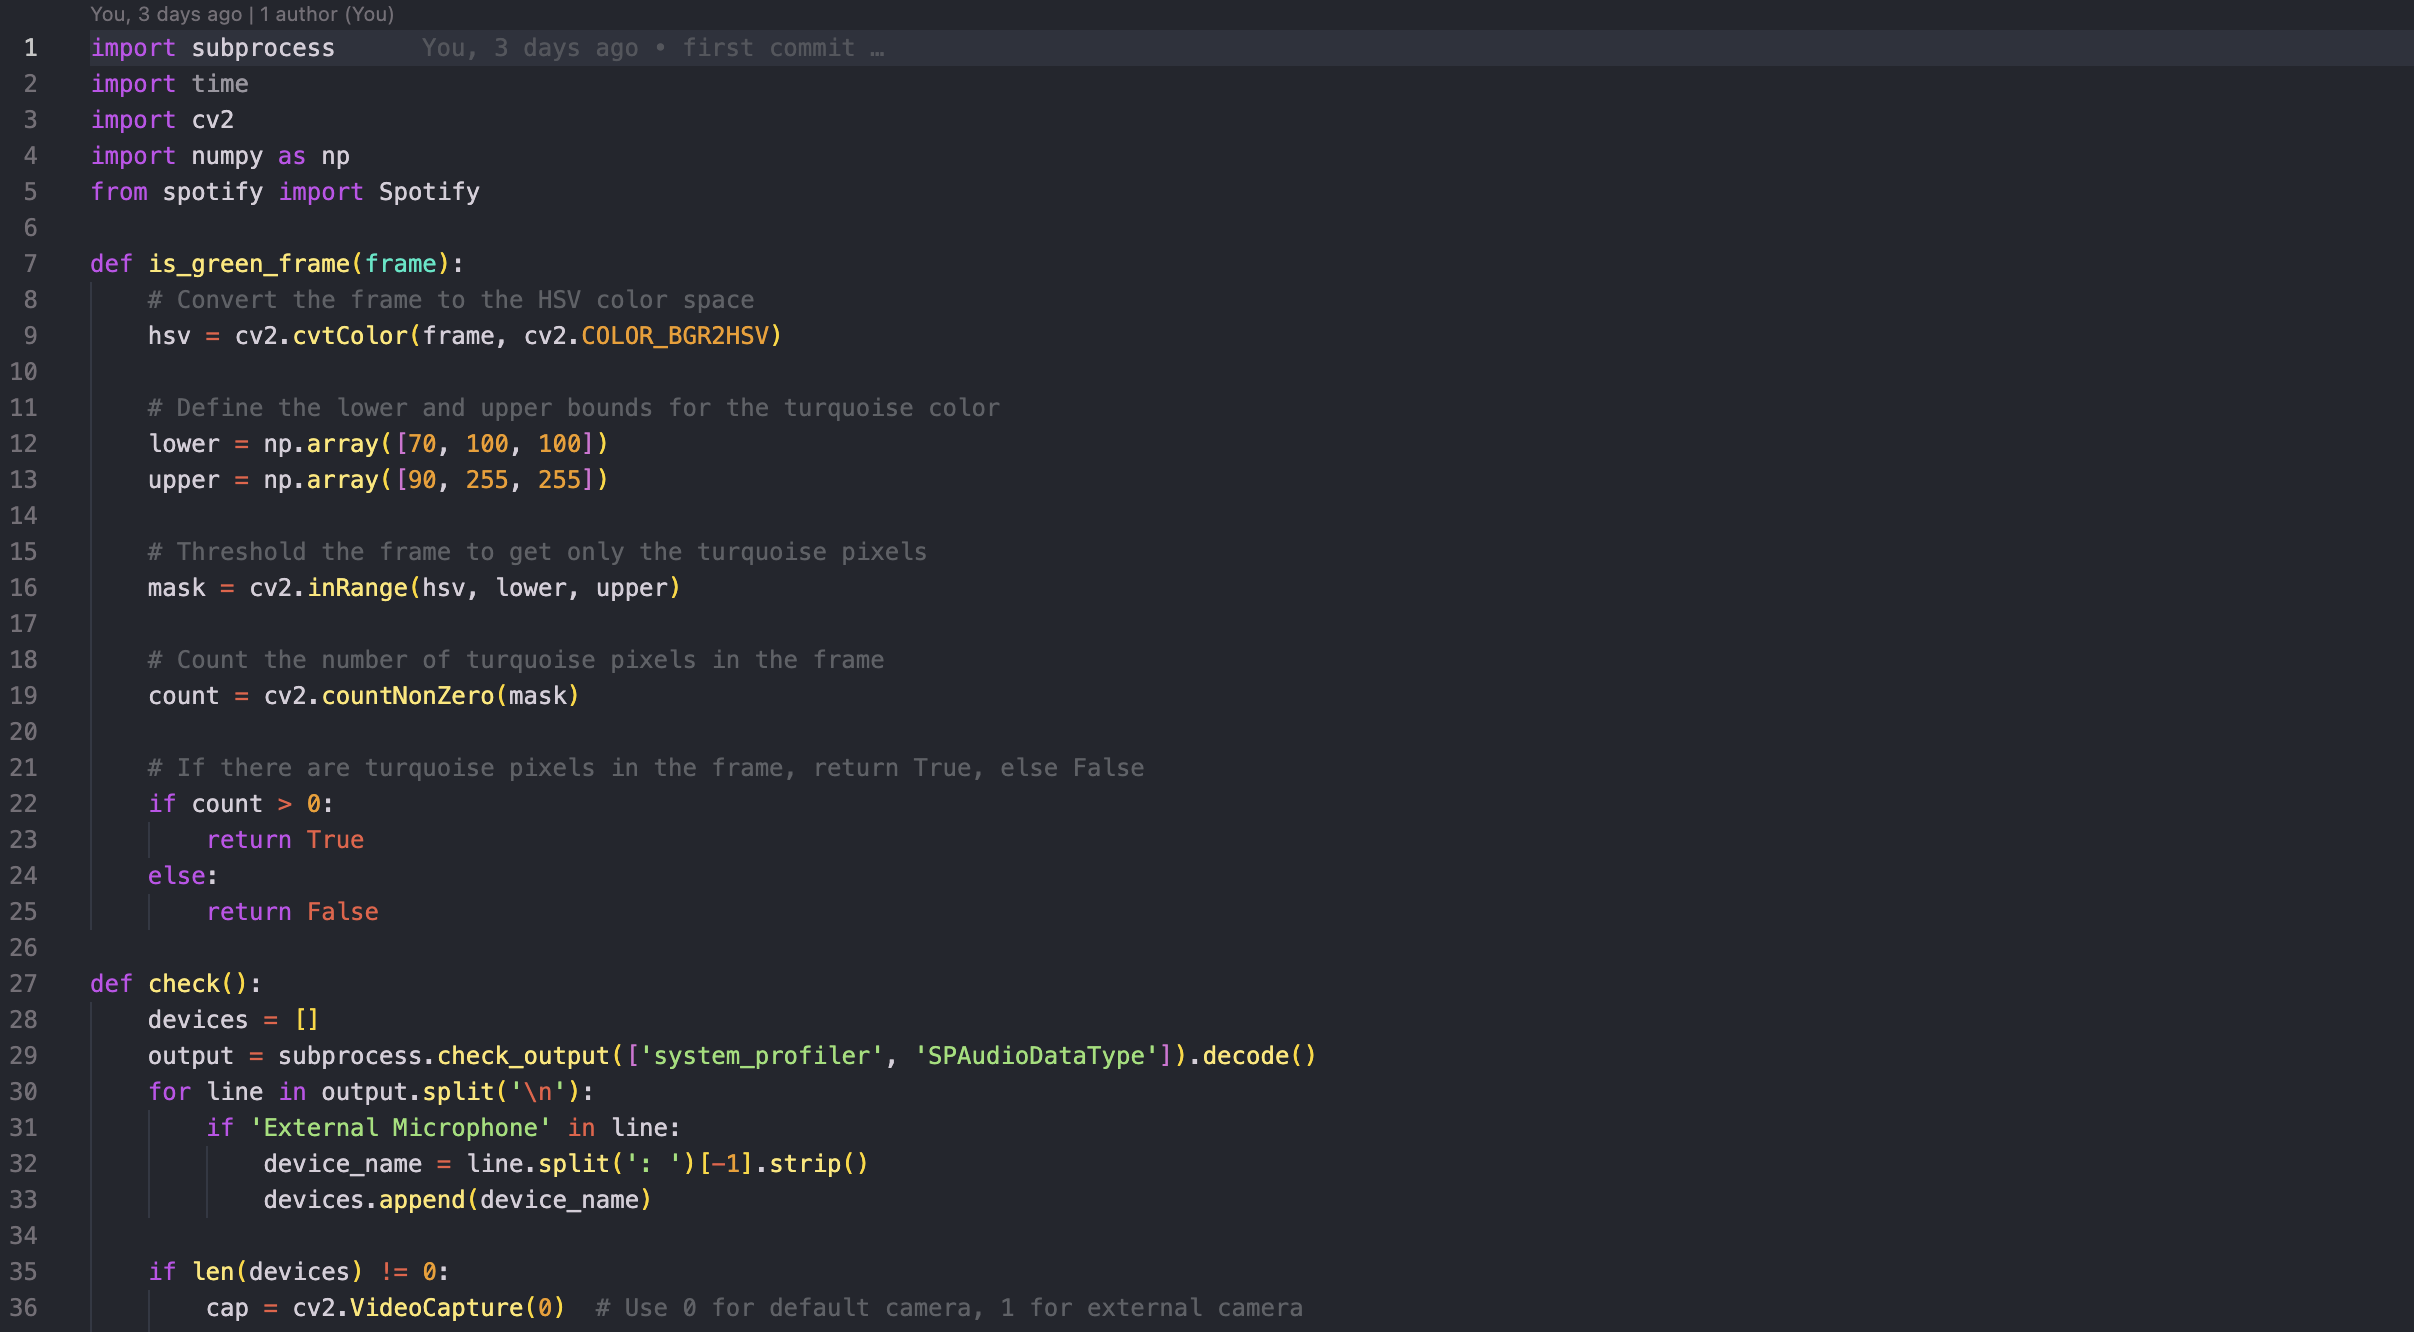 You, 3 days ago | 1 author (You)
1 import subprocess You, 3 days ago • first commit …
2 import time
3 import cv2
4 import numpy as np
5 from spotify import Spotify
6
7 def is_green_frame(frame):
8 # Convert the frame to the HSV color space
9 hsv = cv2.cvtColor(frame, cv2.COLOR_BGR2HSV)
10
11 # Define the lower and upper bounds for the turquoise color
12 lower = np.array([70, 100, 100])
13 upper = np.array([90, 255, 255])
14
15 # Threshold the frame to get only the turquoise pixels
16 mask = cv2.inRange(hsv, lower, upper)
17
18 # Count the number of turquoise pixels in the frame
19 count = cv2.countNonZero(mask)
20
21 # If there are turquoise pixels in the frame, return True, else False
22 if count > 0:
23 return True
24 else:
25 return False
26
27 def check():
28 devices = []
29 output = subprocess.check_output(['system_profiler', 'SPAudioDataType']).decode()
30 for line in output.split('\n'):
31 if 'External Microphone' in line:
32 device_name = line.split(': ')[-1].strip()
33 devices.append(device_name)
34
35 if len(devices) != 0:
36 cap = cv2.VideoCapture(0)  # Use 0 for default camera, 1 for external camera